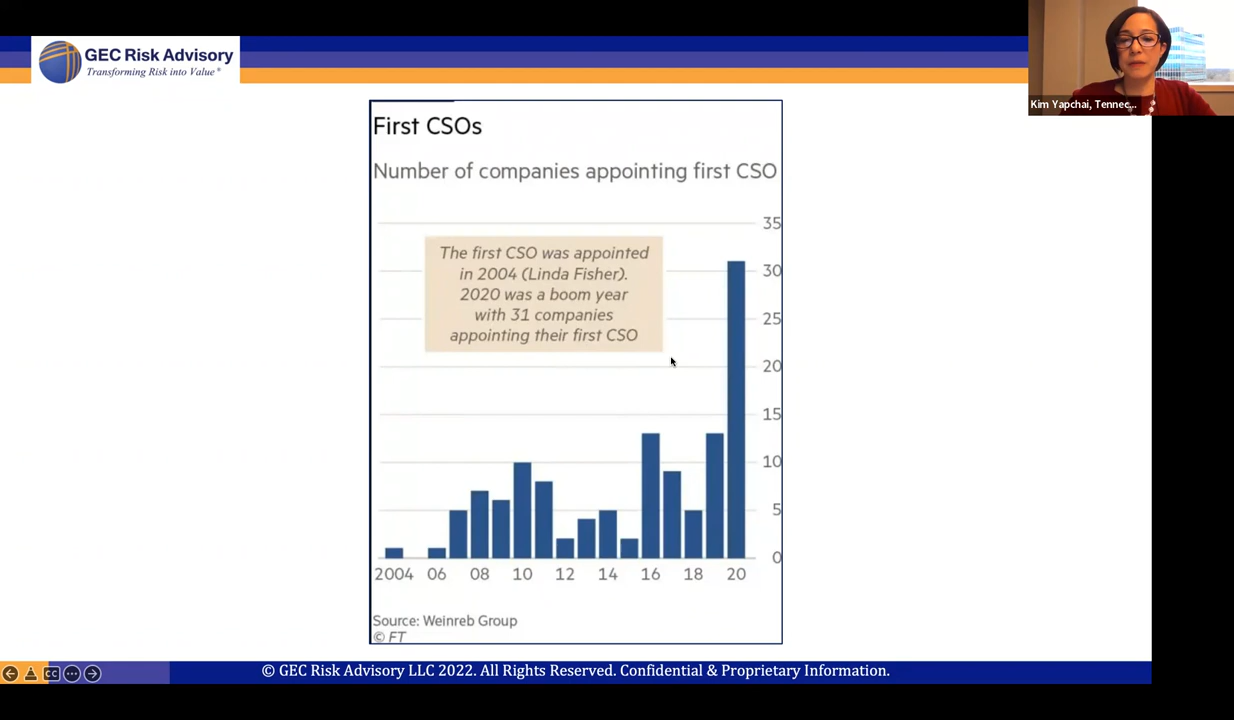 GEC Risk Advisory
Transforming Risk into Value®
Kim Yapchai, Tennec...
First CSOs
Number of companies appointing first CSO
35
The first CSO was appointed
in 2004 (Linda Fisher).
2020 was a boom year
with 31 companies
appointing their first CSO
30
25
20
15
10
5
0
2004 06 08 10 12 14 16 18 20
Source: Weinreb Group
© FT
CC
© GEC Risk Advisory LLC 2022. All Rights Reserved. Confidential & Proprietary Information.